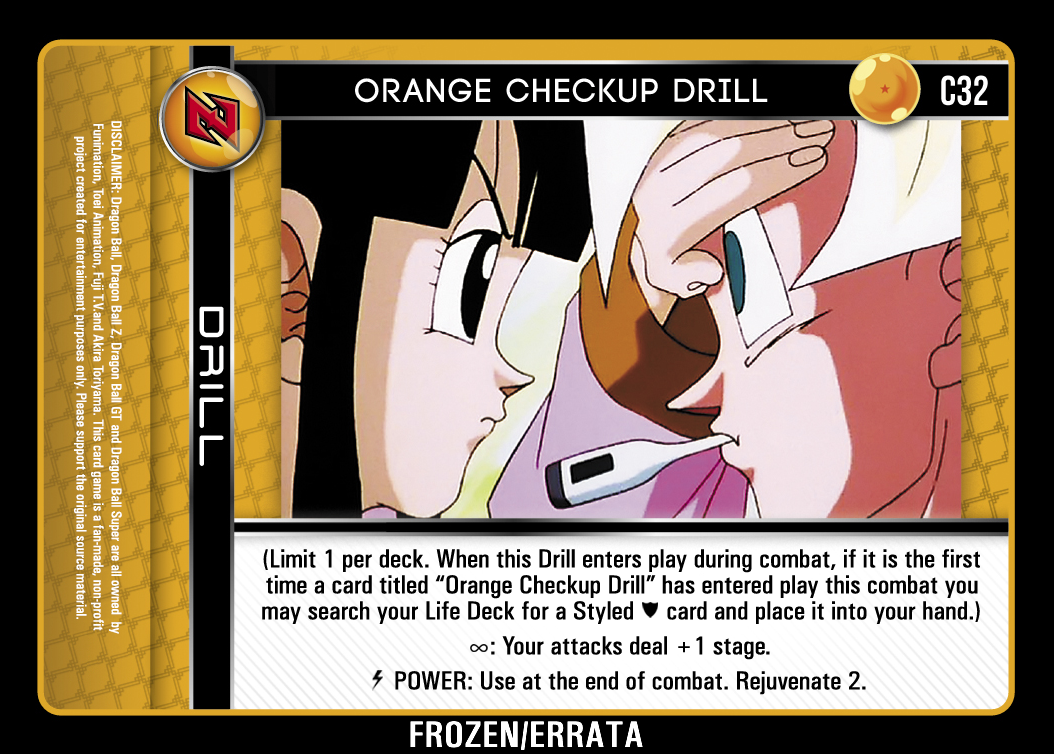 ORANGE CHECKUP DRILL
C32
DISCLAIMER: Dragon Ball, Dragon Ball Z, Dragon Ball GT and Dragon Ball Super are all owned by
Funimation, Toei Animation, Fuji T.V.and Akira Toriyama. This card game is a fan-made, non-profit
project created for entertainment purposes only. Please support the original source material.
DRILL
(Limit 1 per deck. When this Drill enters play during combat, if it is the first
time a card titled “Orange Checkup Drill” has entered play this combat you
may search your Life Deck for a Styled card and place it into your hand.)
∞: Your attacks deal +1 stage.
POWER: Use at the end of combat. Rejuvenate 2.
FROZEN/ERRATA